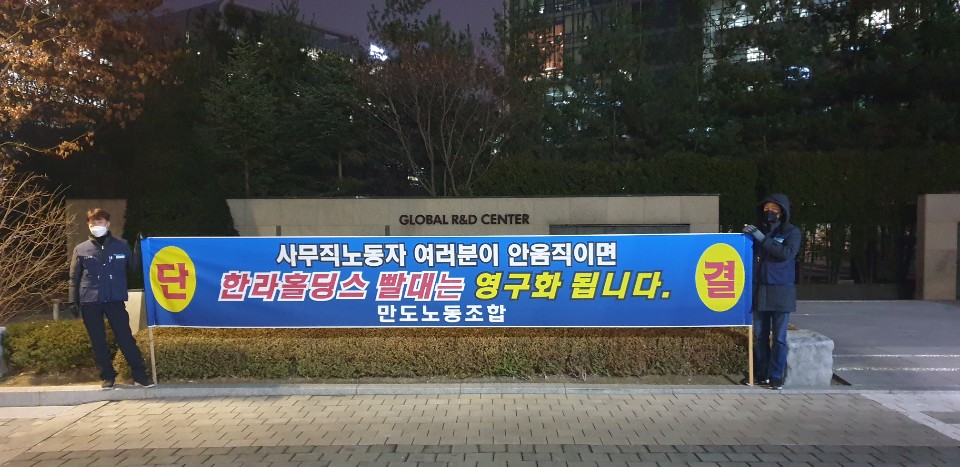 GLOBAL R&D CENTER
단
사무직노동자 여러분이 안움직이면
한라홀딩스 빨대는 영구화 됩니다.
만도노동조합
결